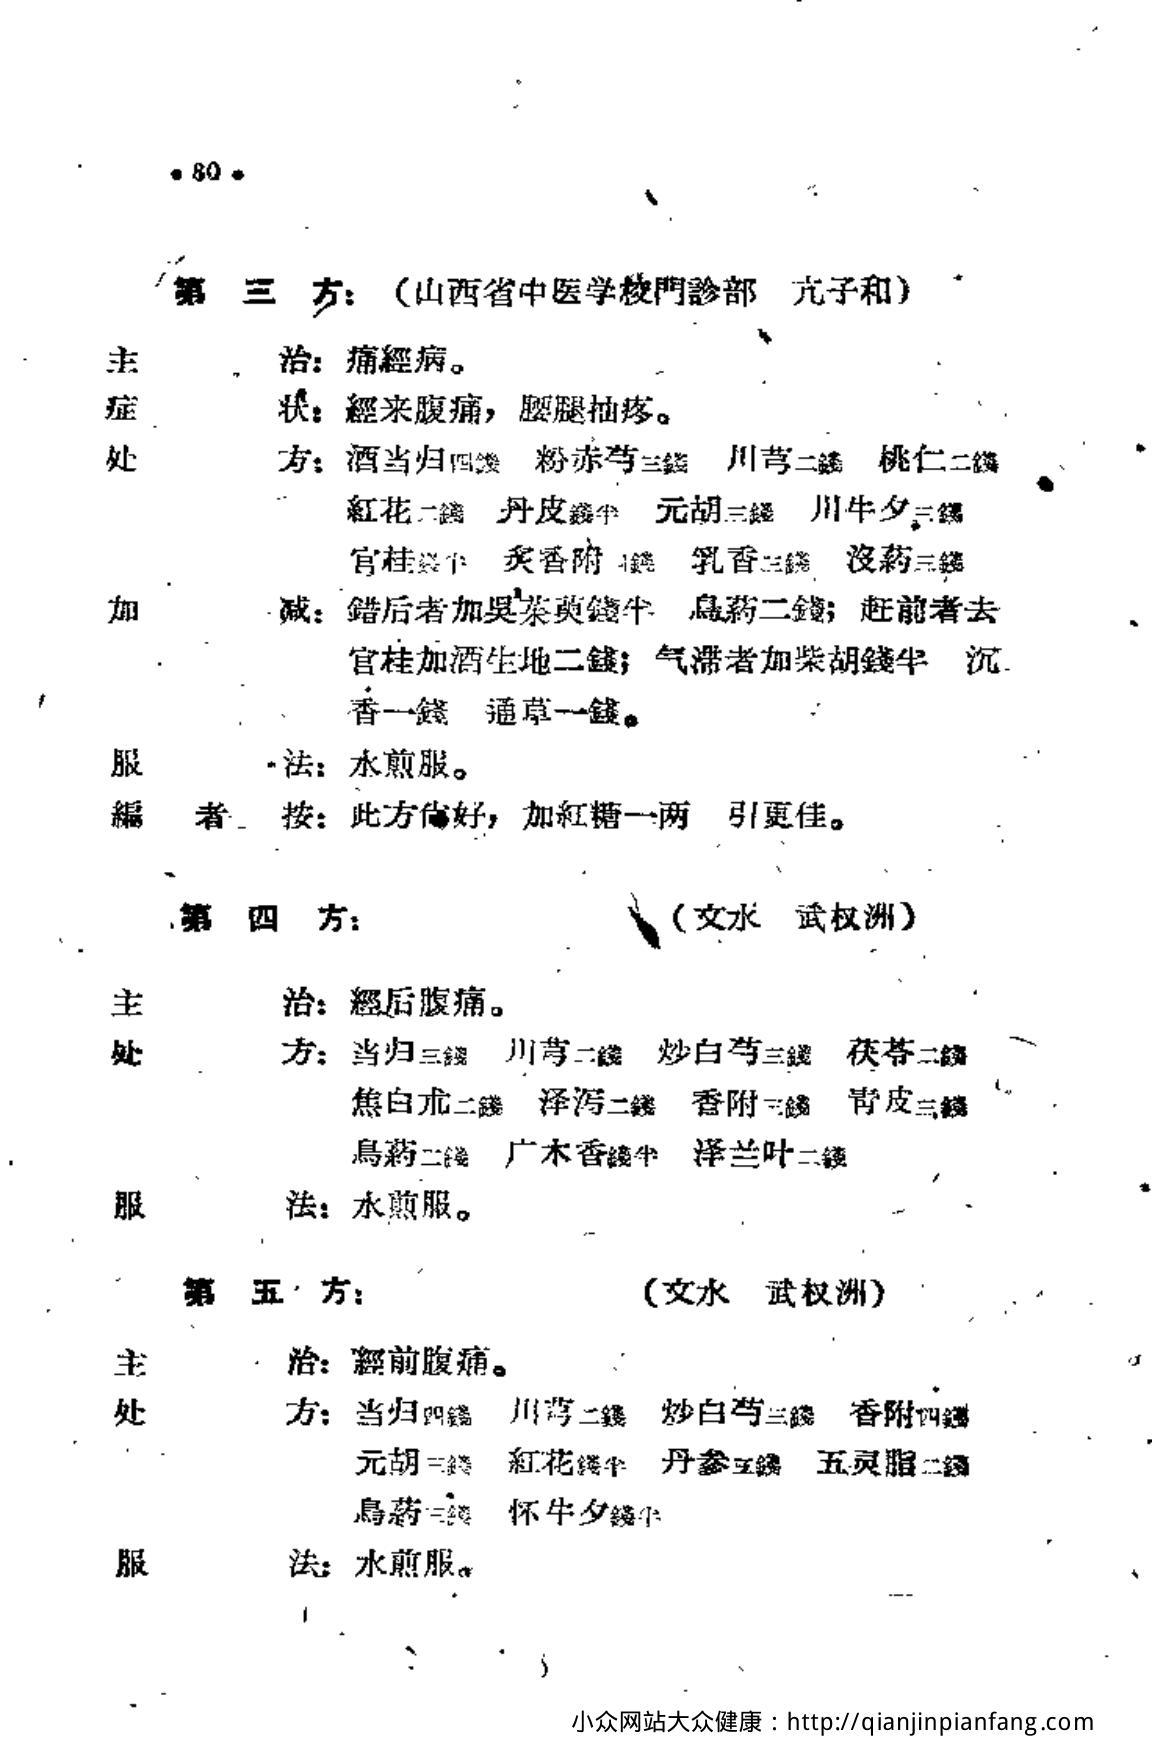 • 80 •
第 三 方：（山西省中医学校門診部 亢子和）
主 治：痛經病。
症 状：經来腹痛，腰腿抽疼。
处 方：酒当归四錢 粉赤芍三錢 川芎二錢 桃仁二錢
紅花二錢 丹皮錢半 元胡三錢 川牛夕三錢
官桂錢半 炙香附 錢 乳香三錢 沒葯三錢
加 减：錯后者加吳茱萸錢半 烏葯二錢；赶前者去
官桂加酒生地二錢；气滞者加柴胡錢半 沉
香一錢 通草一錢。
服 法：水煎服。
編 者 按：此方尙好，加紅糖一两 引更佳。
第 四 方： （文水 武权洲）
主 治：經后腹痛。
处 方：当归三錢 川芎二錢 炒白芍三錢 茯苓二錢
焦白朮二錢 泽泻二錢 香附三錢 青皮三錢
烏葯二錢 广木香錢半 泽兰叶二錢
服 法：水煎服。
第 五 方： （文水 武权洲）
主 治：經前腹痛。
处 方：当归四錢 川芎二錢 炒白芍三錢 香附四錢
元胡三錢 紅花錢半 丹参五錢 五灵脂二錢
烏葯三錢 怀牛夕錢半
服 法：水煎服。
小众网站大众健康：http://qianjinpianfang.com